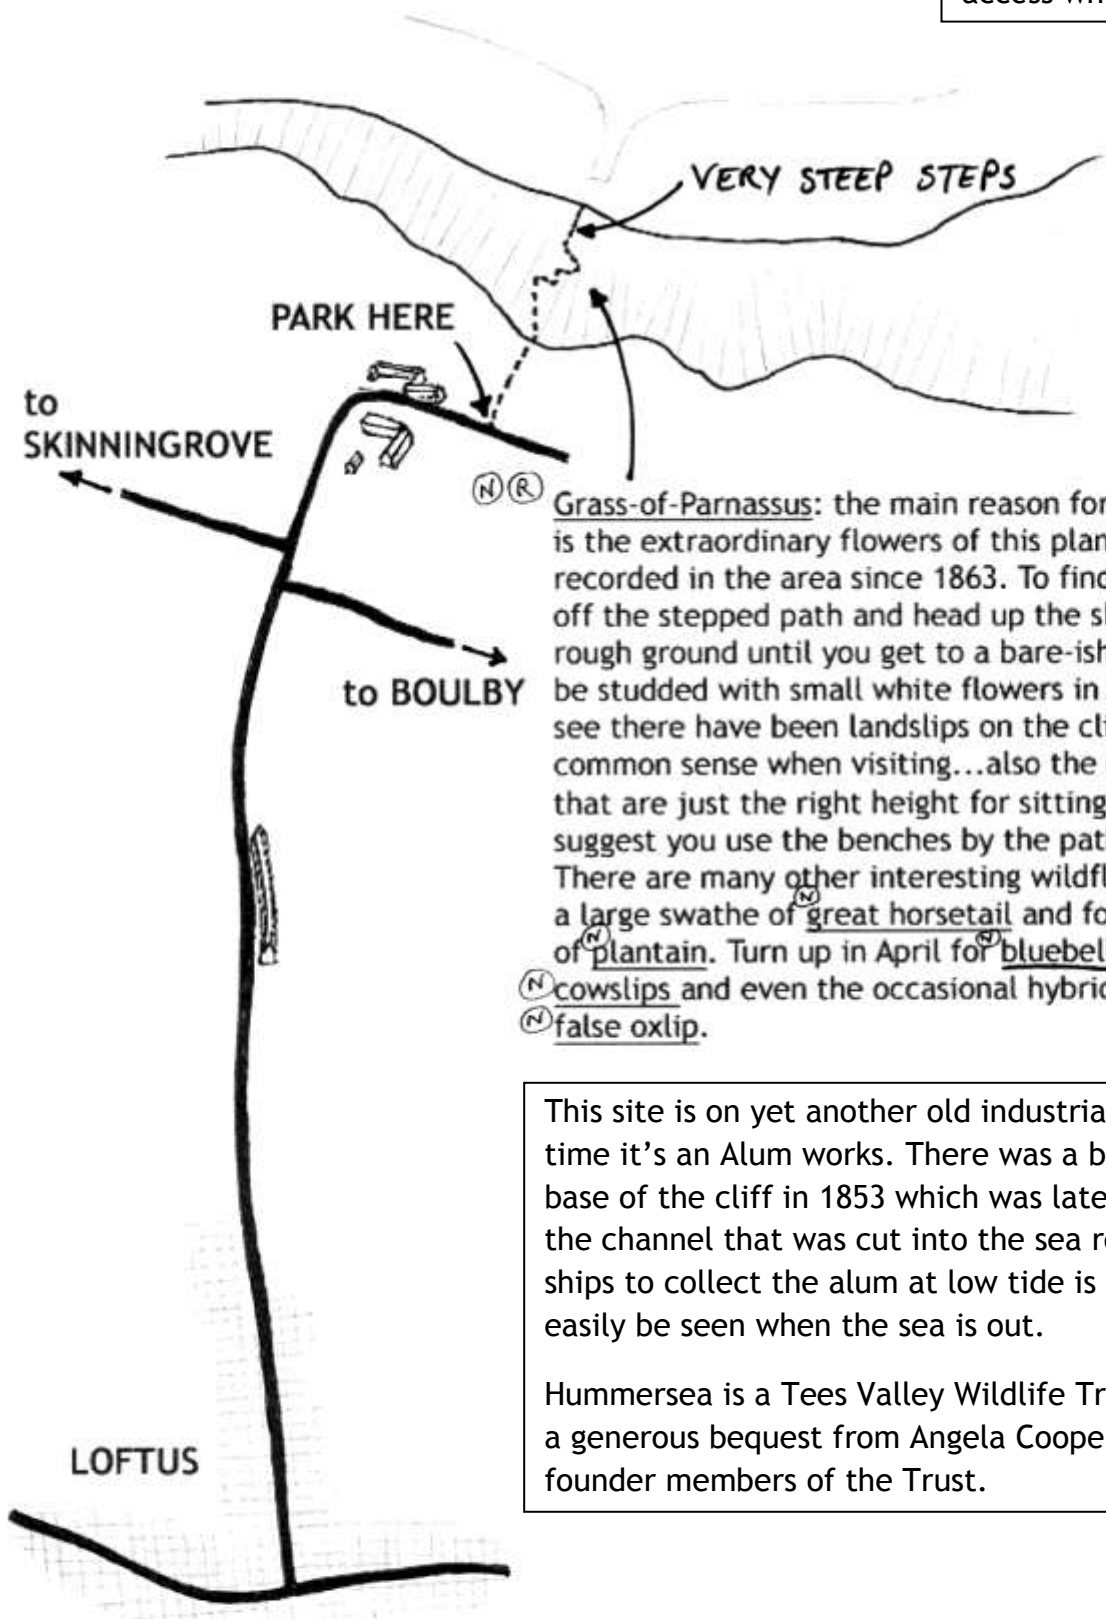 VERY STEEP STEPS
PARK HERE
to
SKINNINGROVE
Ⓝ Ⓡ
Grass-of-Parnassus: the main reason for
is the extraordinary flowers of this plan
recorded in the area since 1863. To find
off the stepped path and head up the
rough ground until you get to a bare-ish
to BOULBY
be studded with small white flowers in
see there have been landslips on the
common sense when visiting...also the
that are just the right height for sitting
suggest you use the benches by the
There are many other interesting
Ⓝ
a large swathe of great horsetail and
Ⓝ Ⓝ
of plantain. Turn up in April for bluebel
Ⓝ cowslips and even the occasional
Ⓝ false oxlip.
This site is on yet another old industria
time it's an Alum works. There was a b
base of the cliff in 1853 which was late
the channel that was cut into the sea
ships to collect the alum at low tide is
easily be seen when the sea is out.
Hummersea is a Tees Valley Wildlife Tr
a generous bequest from Angela Coope
founder members of the Trust.
LOFTUS